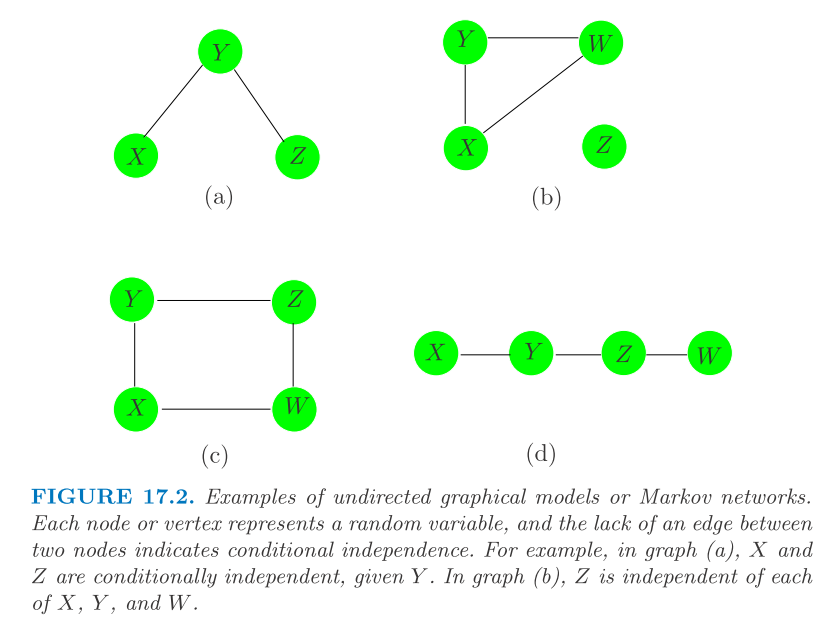 Y
X
Z
(a)
Y
W
X
Z
(b)
Y
Z
X
W
(c)
X
Y
Z
W
(d)
FIGURE 17.2. Examples of undirected graphical models or Markov networks.
Each node or vertex represents a random variable, and the lack of an edge between
two nodes indicates conditional independence. For example, in graph (a), X and
Z are conditionally independent, given Y. In graph (b), Z is independent of each
of X, Y, and W.